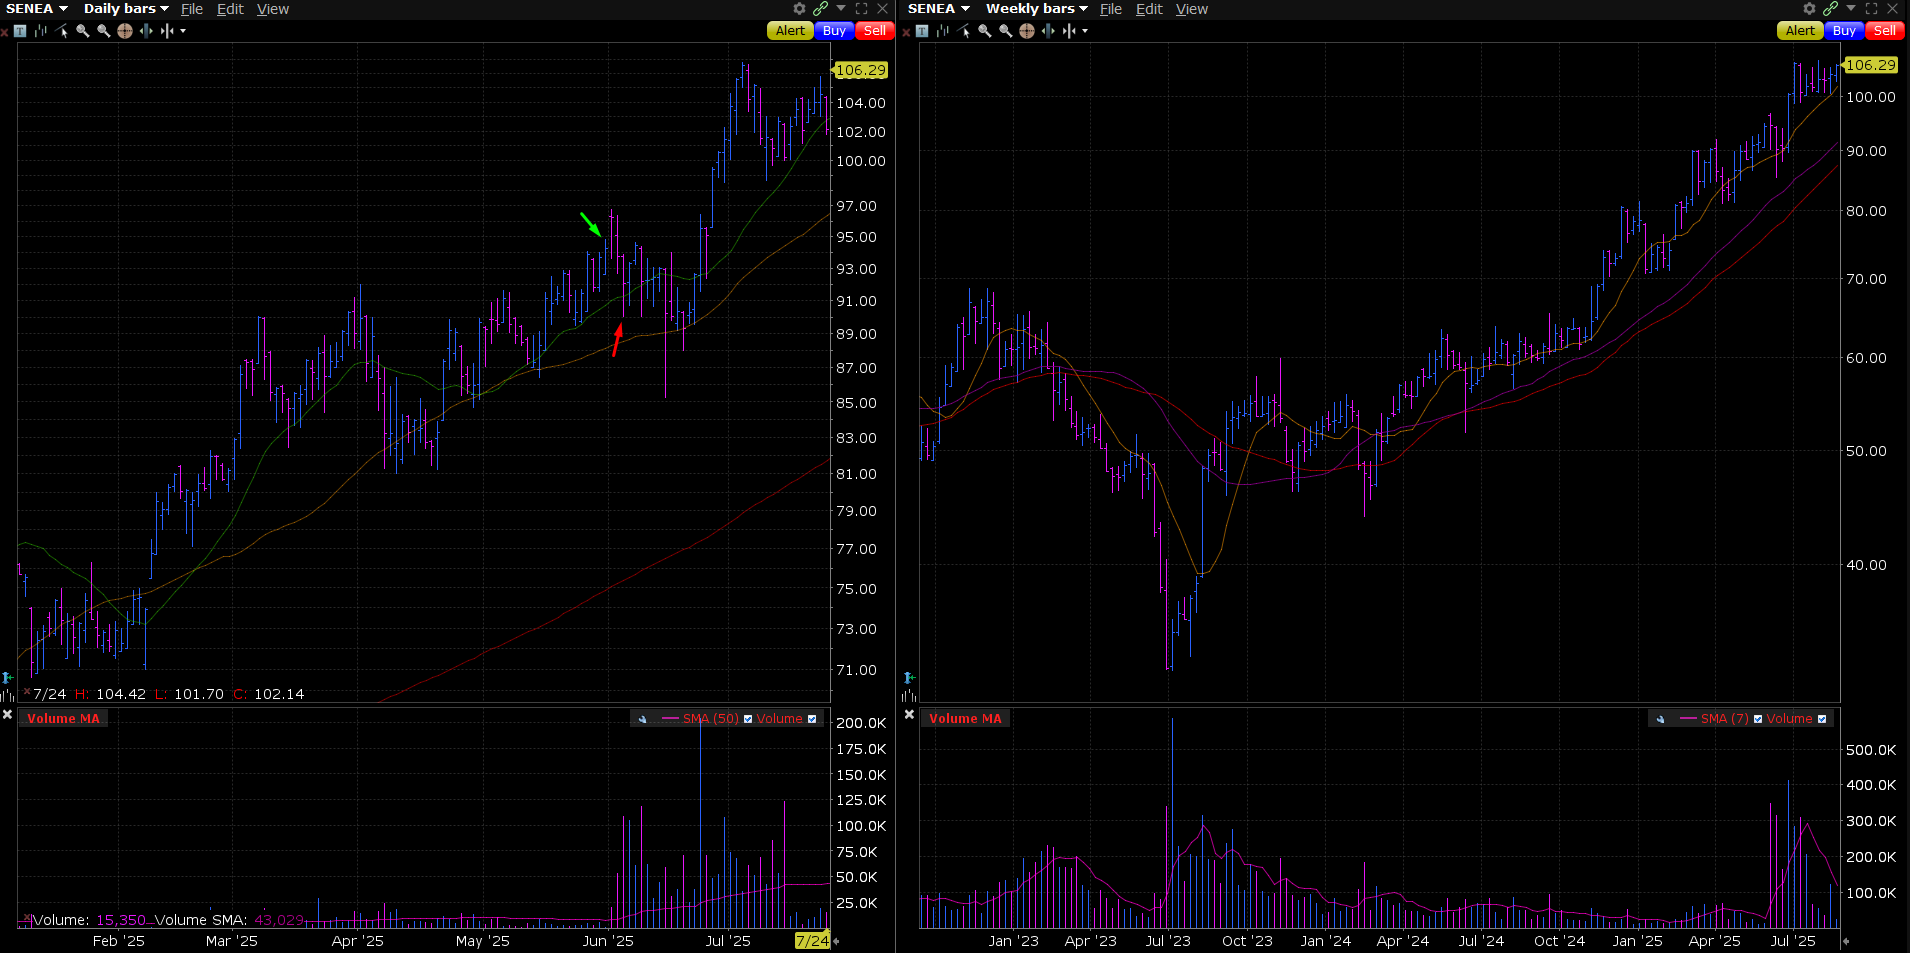 SENEA Daily bars File Edit View
Alert Buy Sell
106.29
104.00
102.00
100.00
97.00
95.00
93.00
91.00
89.00
87.00
85.00
83.00
81.00
79.00
77.00
75.00
73.00
71.00
7/24 H: 104.42 L: 101.70 C: 102.14
Volume MA
SMA (50) Volume
200.0K
175.0K
150.0K
125.0K
100.0K
75.0K
50.0K
25.0K
Volume: 15,350 Volume SMA: 43,029
Feb '25 Mar '25 Apr '25 May '25 Jun '25 Jul '25 7/24
SENEA Weekly bars File Edit View
T
Alert Buy Sell
106.29
100.00
90.00
80.00
70.00
60.00
50.00
40.00
Volume MA
SMA (7) Volume
500.0K
400.0K
300.0K
200.0K
100.0K
Jan '23 Apr '23 Jul '23 Oct '23 Jan '24 Apr '24 Jul '24 Oct '24 Jan '25 Apr '25 Jul '25